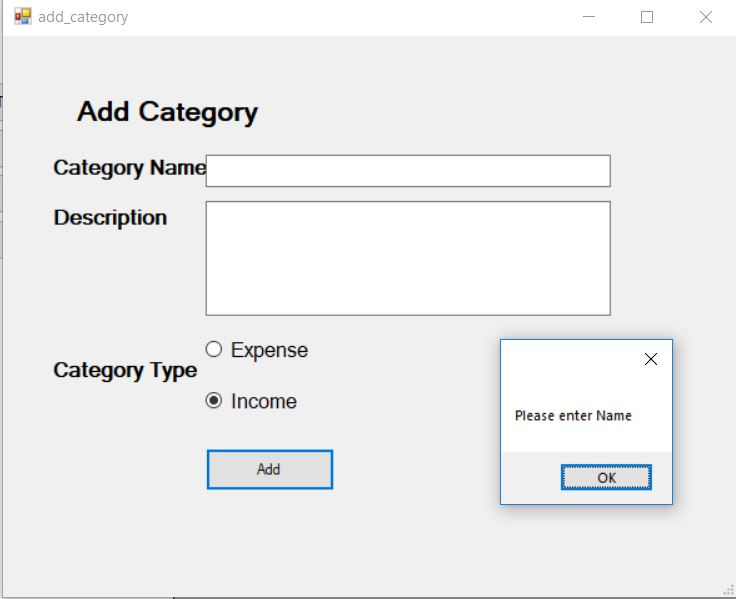 add_category
Add Category
Category Name
Description
Expense
Category Type
Income
Add
Please enter Name
OK